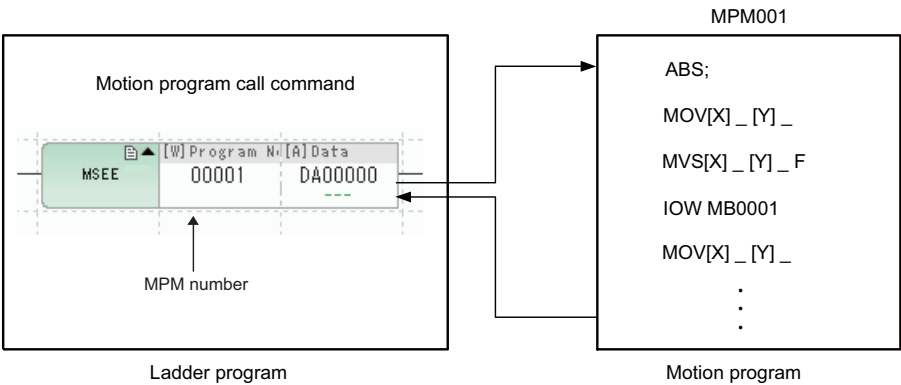 MPM001
Motion program call command
[W]Program [A]Data
MSEE 00001 DA00000
---
MPM number
ABS;
MOV[X] _ [Y] _
MVS[X] _ [Y] _ F
IOW MB0001
MOV[X] _ [Y] _
Ladder program
Motion program